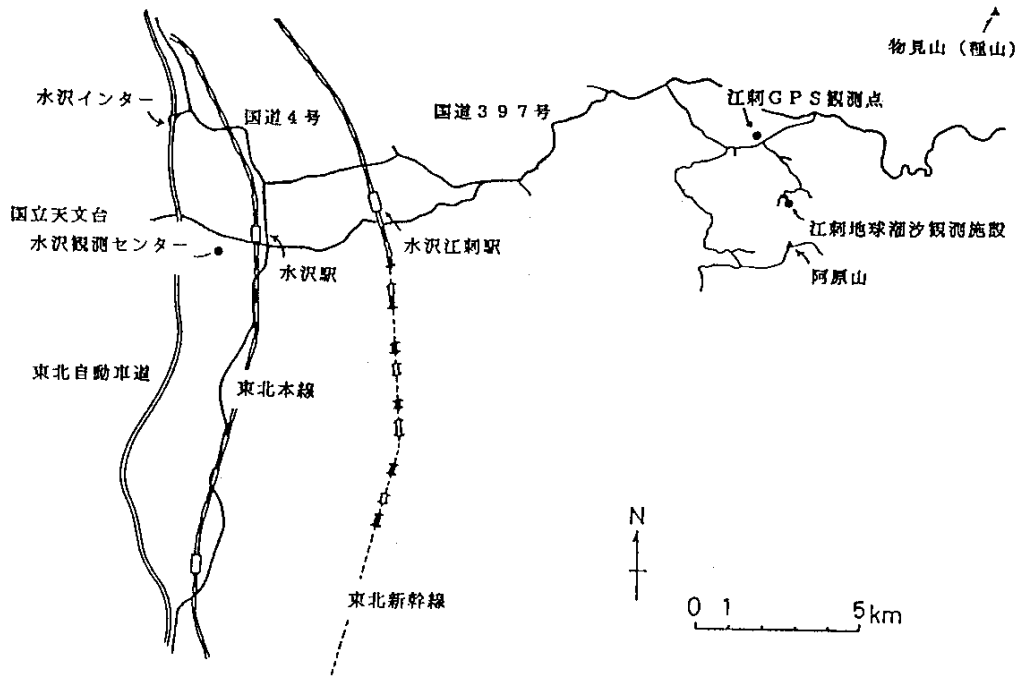 物見山（種山）
水沢インター
国道４号
国道３９７号
江刺ＧＰＳ観測点
国立天文台
水沢観測センター
水沢駅
水沢江刺駅
江刺地球潮汐観測施設
阿原山
東北自動車道
東北本線
東北新幹線
N
0 1 5km